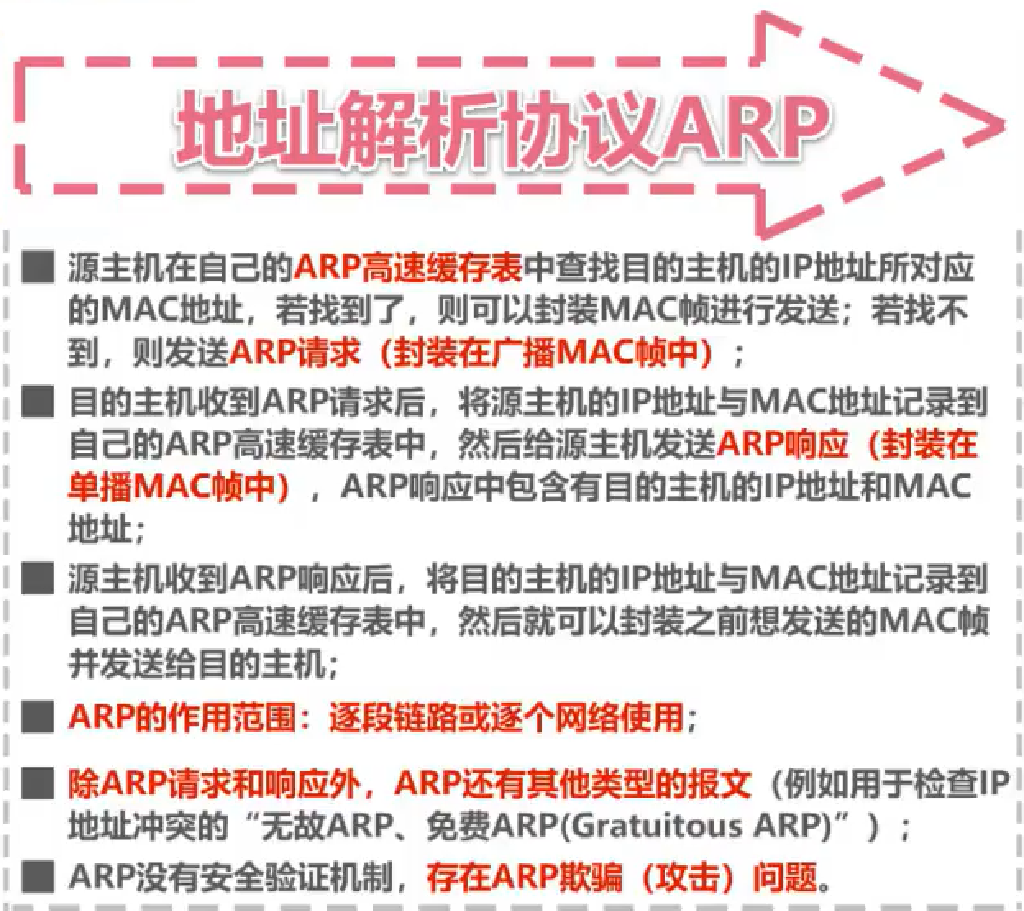 地址解析协议ARP
源主机在自己的ARP高速缓存表中查找目的主机的IP地址所对应
的MAC地址，若找到了，则可以封装MAC帧进行发送；若找不
到，则发送ARP请求（封装在广播MAC帧中）；
目的主机收到ARP请求后，将源主机的IP地址与MAC地址记录到
自己的ARP高速缓存表中，然后给源主机发送ARP响应（封装在
单播MAC帧中），ARP响应中包含有目的主机的IP地址和MAC
地址；
源主机收到ARP响应后，将目的主机的IP地址与MAC地址记录到
自己的ARP高速缓存表中，然后就可以封装之前想发送的MAC帧
并发送给目的主机；
ARP的作用范围：逐段链路或逐个网络使用；
除ARP请求和响应外，ARP还有其他类型的报文（例如用于检查IP
地址冲突的“无故ARP、免费ARP(Gratuitous ARP)”）；
ARP没有安全验证机制，存在ARP欺骗（攻击）问题。